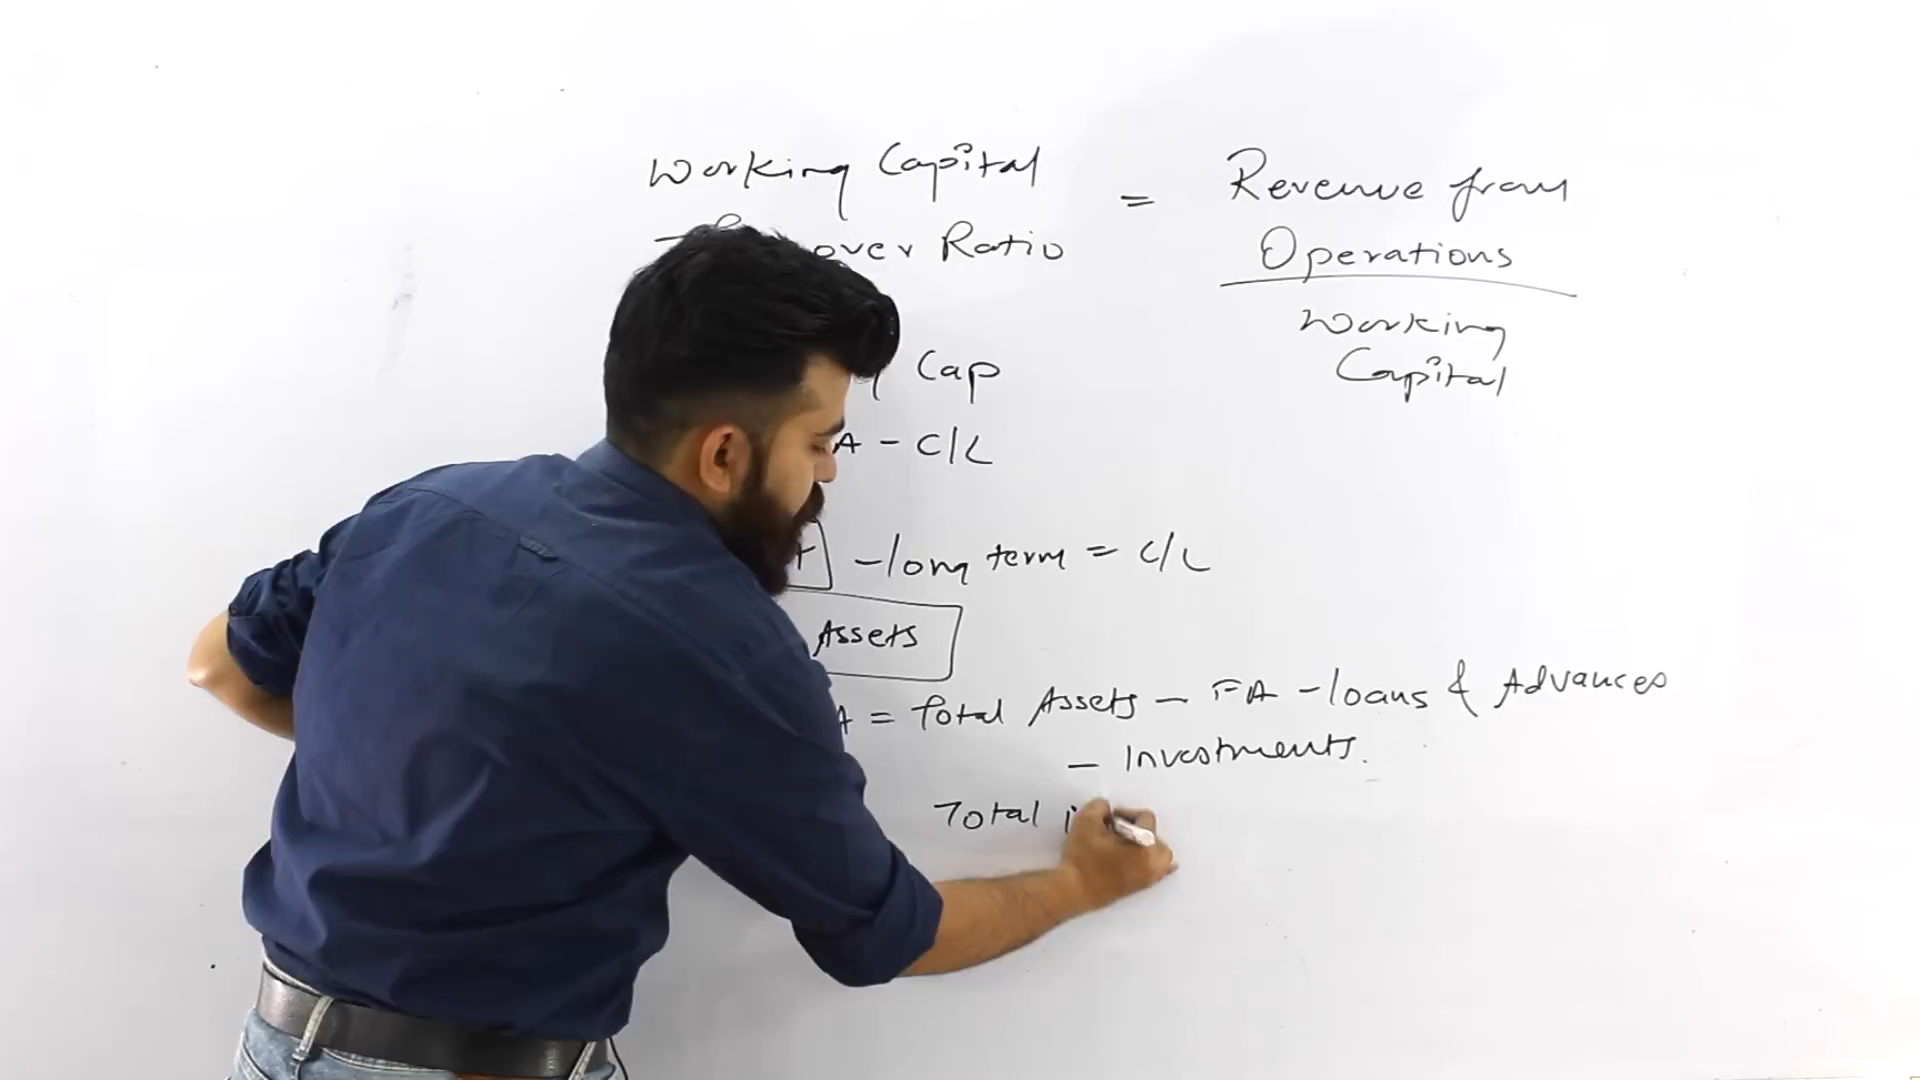 Working Capital
over Ratio
=
Revenue from
Operations
Working
Capital
Cap
A - C/L
- long term = C/L
Assets
A = Total Assets - FA - loans & Advances
- Investments.
Total i